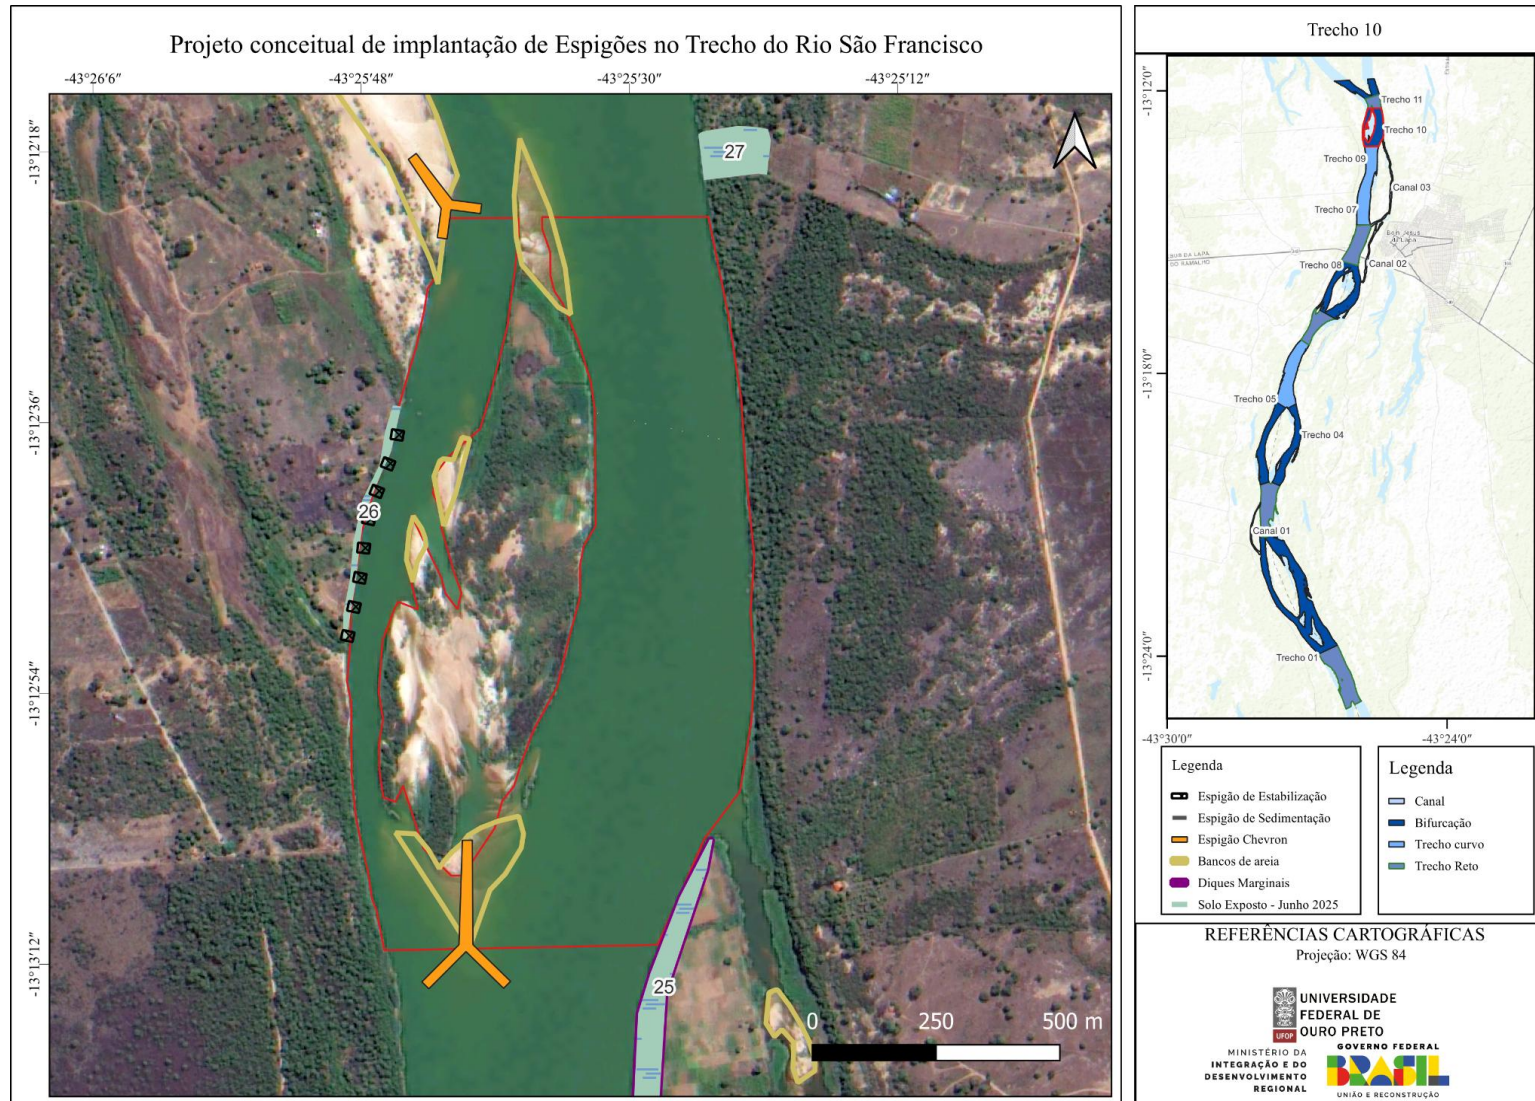 Projeto conceitual de implantação de Espigões no Trecho do Rio São Francisco
-43°26′6″
-43°25′48″
-43°25′30″
-43°25′12″
-13°12′18″
-13°12′36″
-13°12′54″
-13°13′12″
27
26
25
0 250 500 m
Trecho 10
-13°12′0″
-13°18′0″
-13°24′0″
Trecho 11
Trecho 10
Trecho 09
Canal 03
Trecho 07
Bom Jesus
da Lapa
Trecho 08
Canal 02
Trecho 05
Trecho 04
Canal 01
Trecho 01
-43°30′0″
-43°24′0″
Legenda
Espigão de Estabilização
Espigão de Sedimentação
Espigão Chevron
Bancos de areia
Diques Marginais
Solo Exposto - Junho 2025
Legenda
Canal
Bifurcação
Trecho curvo
Trecho Reto
REFERÊNCIAS CARTOGRÁFICAS
Projeção: WGS 84
UFOP
UNIVERSIDADE
FEDERAL DE
OURO PRETO
MINISTÉRIO DA
INTEGRAÇÃO E DO
DESENVOLVIMENTO
REGIONAL
GOVERNO FEDERAL
BRASIL
UNIÃO E RECONSTRUÇÃO